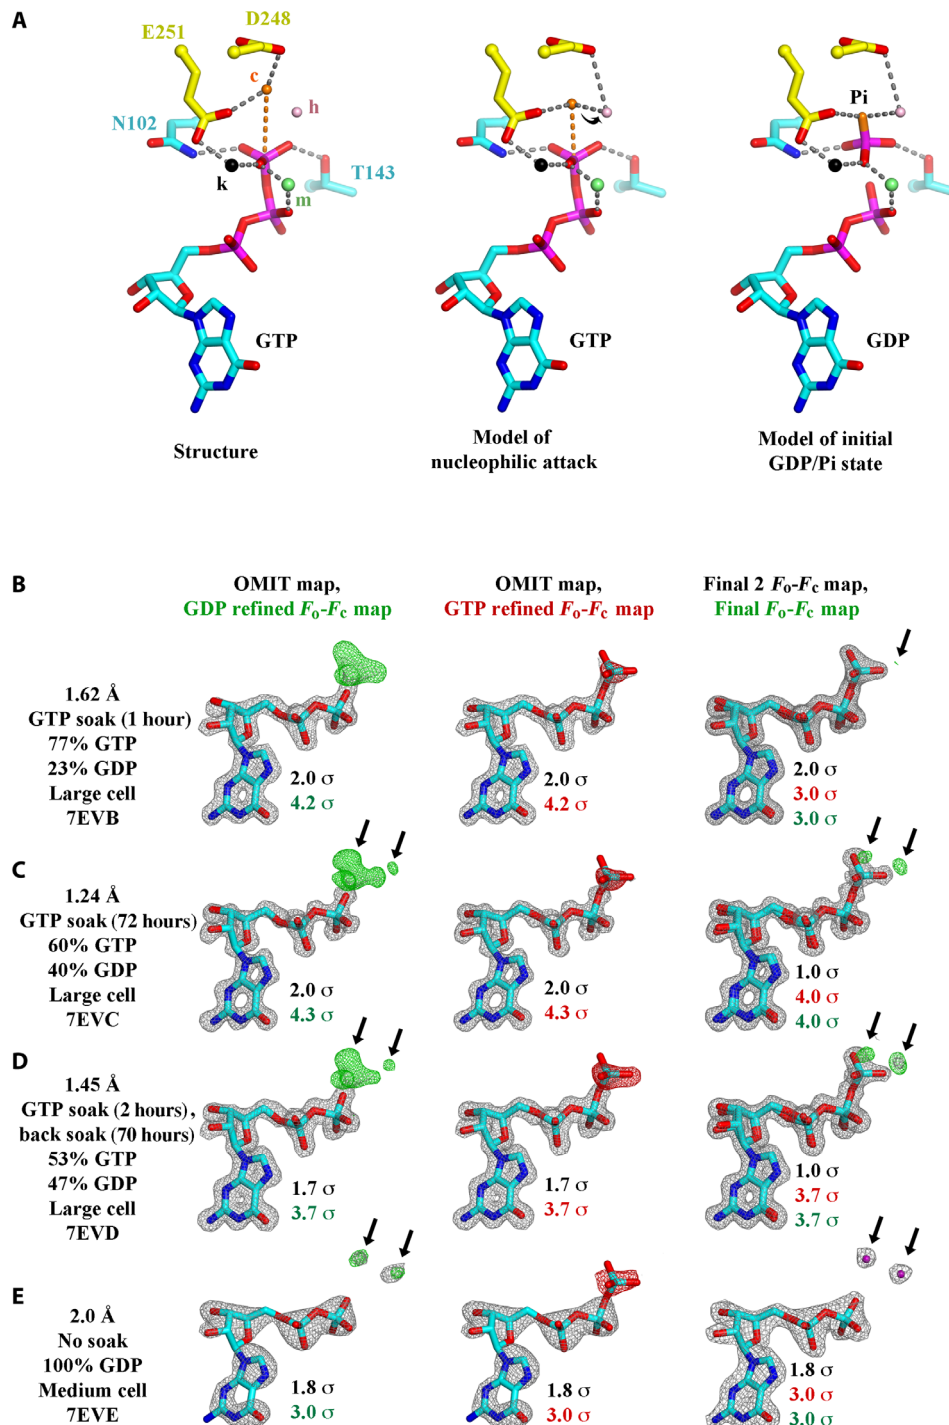 A
E251
D248
c
h
N102
k
m
T143
Pi
GTP
GTP
GDP
Structure
Model of
nucleophilic attack
Model of initial
GDP/Pi state
B
OMIT map,
GDP refined Fo-Fc map
OMIT map,
GTP refined Fo-Fc map
Final 2 Fo-Fc map,
Final Fo-Fc map
1.62 Å
GTP soak (1 hour)
77% GTP
23% GDP
Large cell
7EVB
2.0 σ
4.2 σ
2.0 σ
4.2 σ
2.0 σ
3.0 σ
3.0 σ
C
1.24 Å
GTP soak (72 hours)
60% GTP
40% GDP
Large cell
7EVC
2.0 σ
4.3 σ
2.0 σ
4.3 σ
1.0 σ
4.0 σ
4.0 σ
D
1.45 Å
GTP soak (2 hours),
back soak (70 hours)
53% GTP
47% GDP
Large cell
7EVD
1.7 σ
3.7 σ
1.7 σ
3.7 σ
1.0 σ
3.7 σ
3.7 σ
E
2.0 Å
No soak
100% GDP
Medium cell
7EVE
1.8 σ
3.0 σ
1.8 σ
3.0 σ
1.8 σ
3.0 σ
3.0 σ